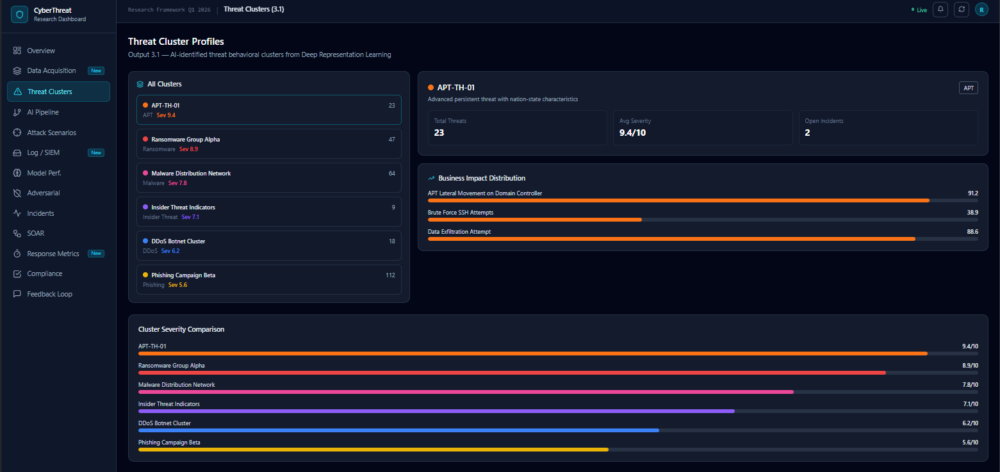 CyberThreat
Research Dashboard
Overview
Data Acquisition New
Threat Clusters
AI Pipeline
Attack Scenarios
Log / SIEM New
Model Perf.
Adversarial
Incidents
SOAR
Response Metrics New
Compliance
Feedback Loop
Research Framework Q1 2026 | Threat Clusters (3.1)
Live
R
Threat Cluster Profiles
Output 3.1 — AI-identified threat behavioral clusters from Deep Representation Learning
All Clusters
APT-TH-01 23
APT Sev 9.4
Ransomware Group Alpha 47
Ransomware Sev 8.9
Malware Distribution Network 64
Malware Sev 7.8
Insider Threat Indicators 9
Insider Threat Sev 7.1
DDoS Botnet Cluster 18
DDoS Sev 6.2
Phishing Campaign Beta 112
Phishing Sev 5.6
APT-TH-01 APT
Advanced persistent threat with nation-state characteristics
Total Threats
23
Avg Severity
9.4/10
Open Incidents
2
Business Impact Distribution
APT Lateral Movement on Domain Controller 91.2
Brute Force SSH Attempts 38.9
Data Exfiltration Attempt 88.6
Cluster Severity Comparison
APT-TH-01 9.4/10
Ransomware Group Alpha 8.9/10
Malware Distribution Network 7.8/10
Insider Threat Indicators 7.1/10
DDoS Botnet Cluster 6.2/10
Phishing Campaign Beta 5.6/10